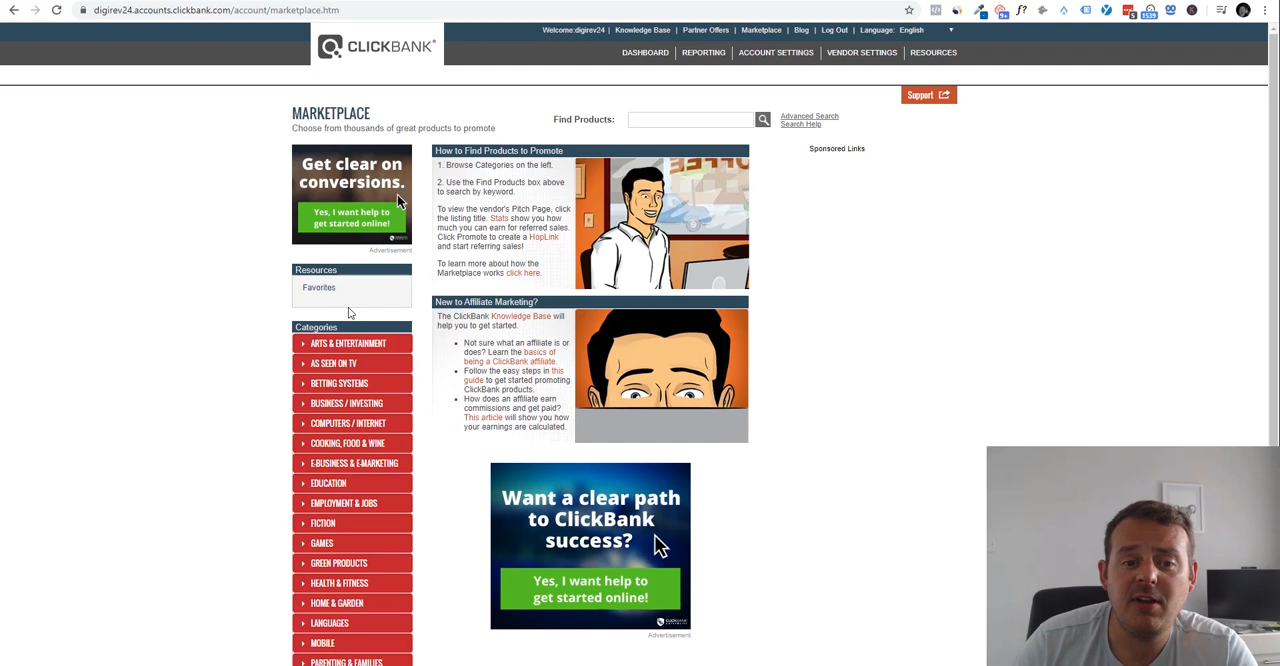 digirev24.accounts.clickbank.com/account/marketplace.htm
9+
f?
5
1539
K
CLICKBANK®
Welcome:digirev24 | Knowledge Base | Partner Offers | Marketplace | Blog | Log Out | Language: English
DASHBOARD | REPORTING | ACCOUNT SETTINGS | VENDOR SETTINGS | RESOURCES
Support
MARKETPLACE
Choose from thousands of great products to promote
Find Products:
Advanced Search
Search Help
Get clear on
conversions.
Yes, I want help to
get started online!
Advertisement
Resources
Favorites
Categories
ARTS & ENTERTAINMENT
AS SEEN ON TV
BETTING SYSTEMS
BUSINESS / INVESTING
COMPUTERS / INTERNET
COOKING, FOOD & WINE
E-BUSINESS & E-MARKETING
EDUCATION
EMPLOYMENT & JOBS
FICTION
GAMES
GREEN PRODUCTS
HEALTH & FITNESS
HOME & GARDEN
LANGUAGES
MOBILE
PARENTING & FAMILIES
How to Find Products to Promote
1. Browse Categories on the left.
2. Use the Find Products box above
to search by keyword.
To view the vendor's Pitch Page, click
the listing title. Stats show you how
much you can earn for referred sales.
Click Promote to create a HopLink
and start referring sales!
To learn more about how the
Marketplace works click here.
COFFEE
New to Affiliate Marketing?
The ClickBank Knowledge Base will
help you to get started.
Not sure what an affiliate is or
does? Learn the basics of
being a ClickBank affiliate.
Follow the easy steps in this
guide to get started promoting
ClickBank products.
How does an affiliate earn
commissions and get paid?
This article will show you how
your earnings are calculated.
Want a clear path
to ClickBank
success?
Yes, I want help to
get started online!
Advertisement
Sponsored Links